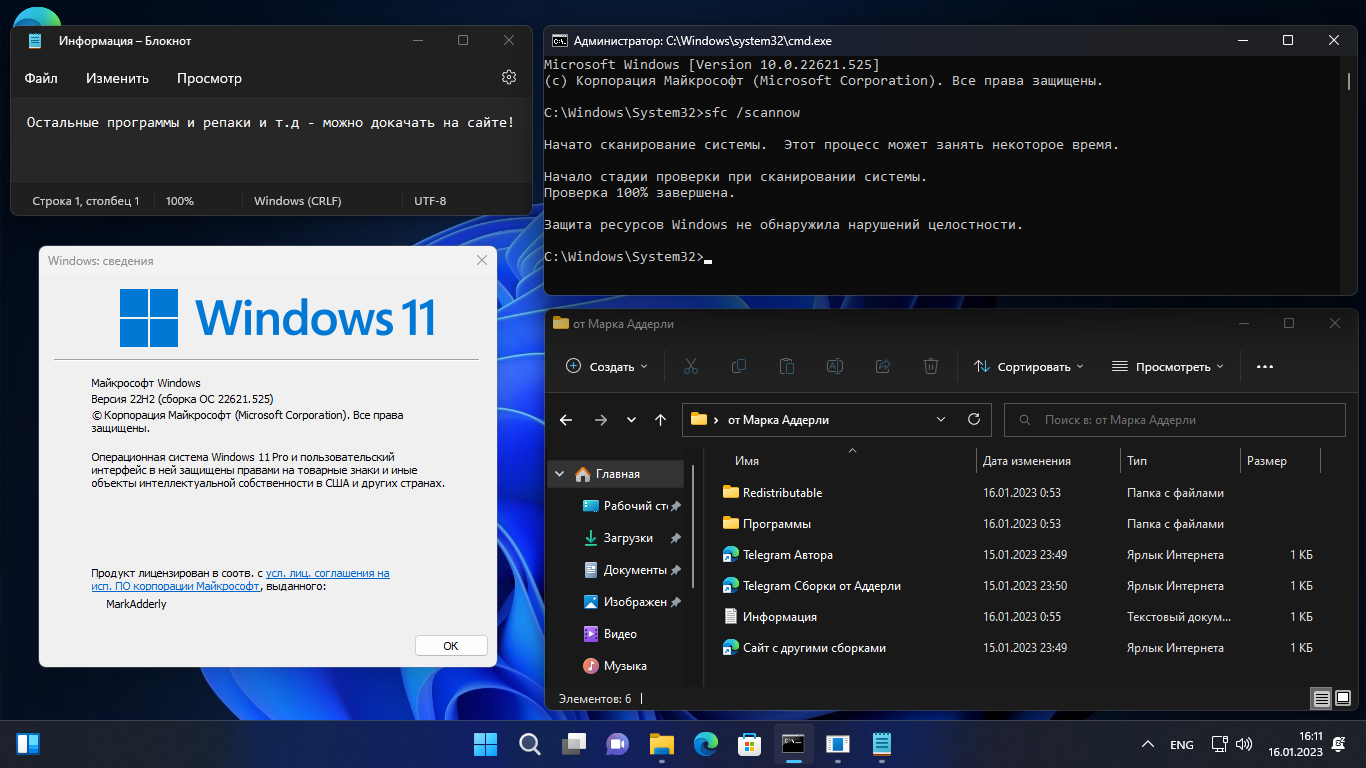 Информация – Блокнот
Файл Изменить Просмотр
Остальные программы и репаки и т.д - можно докачать на сайте!
Строка 1, столбец 1 100% Windows (CRLF) UTF-8
Администратор: C:\Windows\system32\cmd.exe
Microsoft Windows [Version 10.0.22621.525]
(c) Корпорация Майкрософт (Microsoft Corporation). Все права защищены.
C:\Windows\System32>sfc /scannow
Начато сканирование системы.  Этот процесс может занять некоторое время.
Начало стадии проверки при сканировании системы.
Проверка 100% завершена.
Защита ресурсов Windows не обнаружила нарушений целостности.
C:\Windows\System32>
Windows: сведения
Windows 11
Майкрософт Windows
Версия 22H2 (сборка ОС 22621.525)
© Корпорация Майкрософт (Microsoft Corporation). Все права
защищены.
Операционная система Windows 11 Pro и пользовательский
интерфейс в ней защищены правами на товарные знаки и иные
объекты интеллектуальной собственности в США и других странах.
Продукт лицензирован в соотв. с усл. лиц. соглашения на
исп. ПО корпорации Майкрософт, выданного:
MarkAdderly
ОК
от Марка Аддерли
Создать Сортировать Просмотреть
от Марка Аддерли Поиск в: от Марка Аддерли
Имя Дата изменения Тип Размер
Главная
Рабочий сто
Загрузки
Документы
Изображен
Видео
Музыка
Redistributable 16.01.2023 0:53 Папка с файлами
Программы 16.01.2023 0:53 Папка с файлами
Telegram Автора 15.01.2023 23:49 Ярлык Интернета 1 КБ
Telegram Сборки от Аддерли 15.01.2023 23:50 Ярлык Интернета 1 КБ
Информация 16.01.2023 0:55 Текстовый докум... 1 КБ
Сайт с другими сборками 15.01.2023 23:49 Ярлык Интернета 1 КБ
Элементов: 6
ENG
16:11
16.01.2023